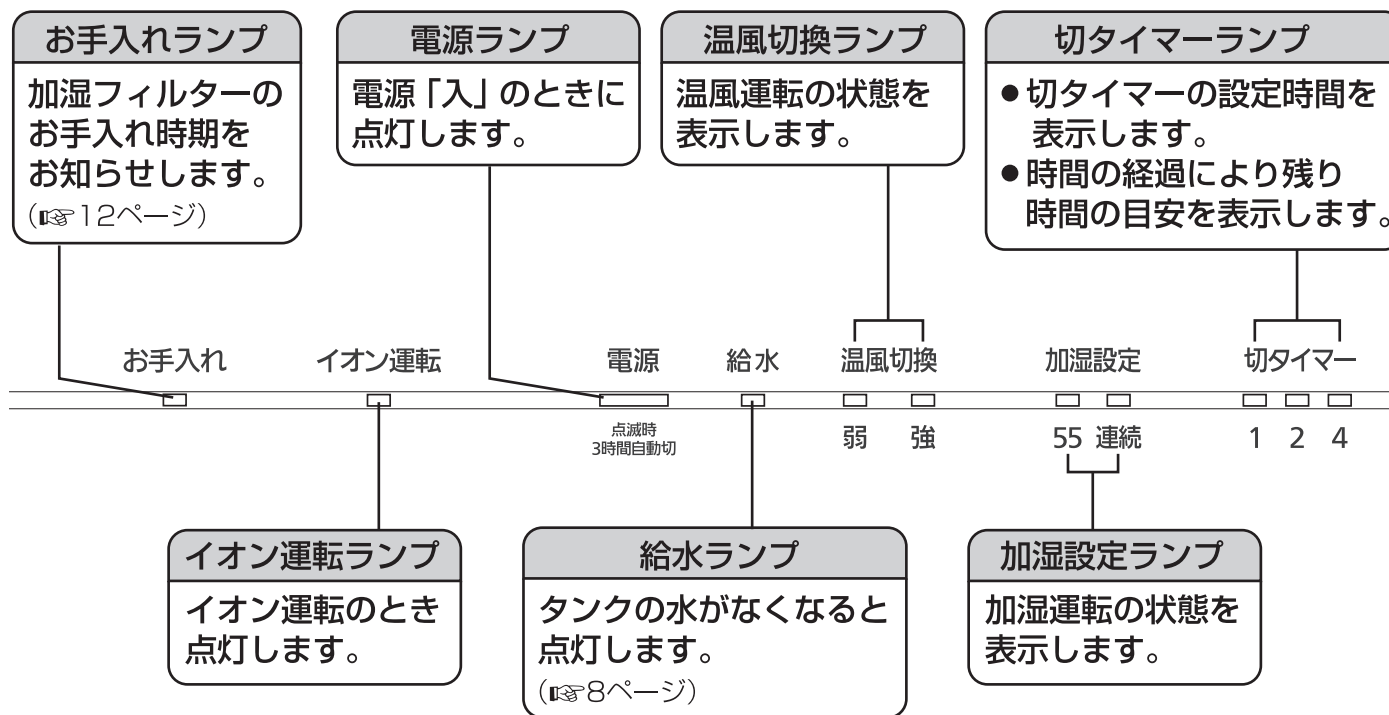 お手入れランプ
加湿フィルターの
お手入れ時期を
お知らせします。
(☞12ページ)
電源ランプ
電源「入」のときに
点灯します。
温風切換ランプ
温風運転の状態を
表示します。
切タイマーランプ
●切タイマーの設定時間を
表示します。
●時間の経過により残り
時間の目安を表示します。
お手入れ イオン運転 電源 給水 温風切換 加湿設定 切タイマー
点滅時
3時間自動切
弱 強 55 連続 1 2 4
イオン運転ランプ
イオン運転のとき
点灯します。
給水ランプ
タンクの水がなくなると
点灯します。
(☞8ページ)
加湿設定ランプ
加湿運転の状態を
表示します。